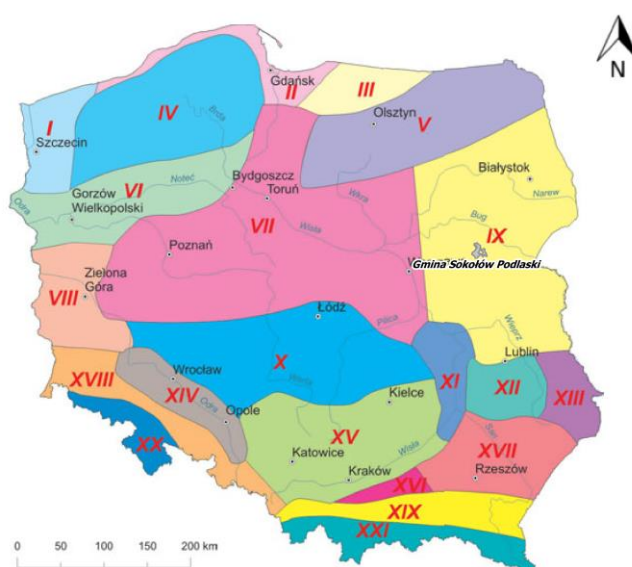 N
Gdańsk
II
III
I
IV
Brda
Olsztyn
V
Szczecin
VI
Noteć
Bydgoszcz
Toruń
Białystok
Narew
Odra
Gorzów
Wielkopolski
Wkra
Bug
VII
Wisła
IX
Poznań
Gmina Sokołów Podlaski
VIII
Zielona
Góra
Łódź
Pilica
Wieprz
Lublin
XVIII
Wrocław
X
Warta
XI
XII
XIII
XIV
Odra
Opole
Kielce
XX
XV
Wisła
San
XVII
Katowice
Kraków
XVI
Rzeszów
XIX
XXI
0 50 100 200 km